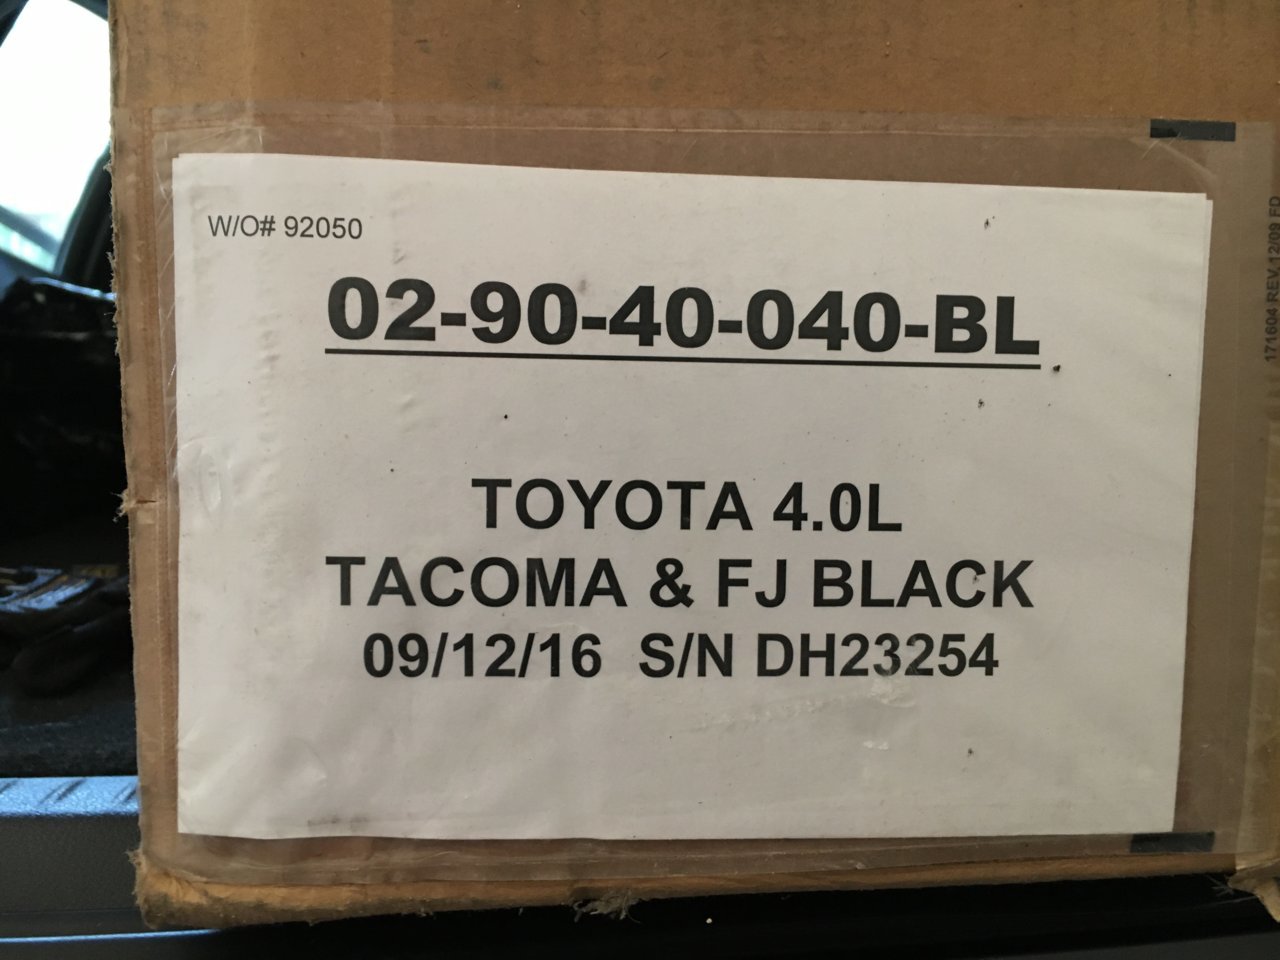 W/O# 92050
02-90-40-040-BL
TOYOTA 4.0L
TACOMA & FJ BLACK
09/12/16 S/N DH23254
171604 REV 12/09 ED